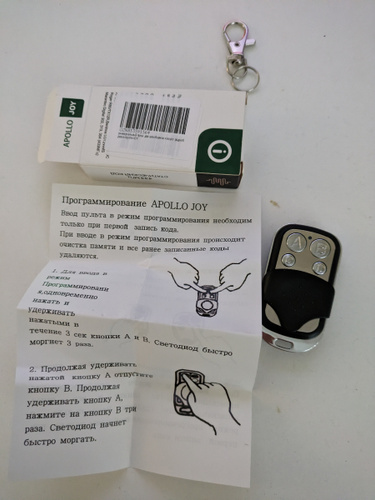 APOLLO JOY
Программирование APOLLO JOY
Ввод пульта в режим программирования необходим
только при первой запись кода.
При вводе в режим программирования происходит
очистка памяти и все ранее записанные коды
удаляются.
1. Для ввода в
режим
Программировани
я,одновременно
нажать и
удерживать
нажатыми в
течение 3 сек кнопки А и В, Светодиод быстро
моргнет 3 раза.
2. Продолжая удерживать
нажатой кнопку А отпустите
кнопку В. Продолжая
удерживать кнопку А,
нажмите на кнопку В три
раза. Светодиод начнет
быстро моргать.
A B